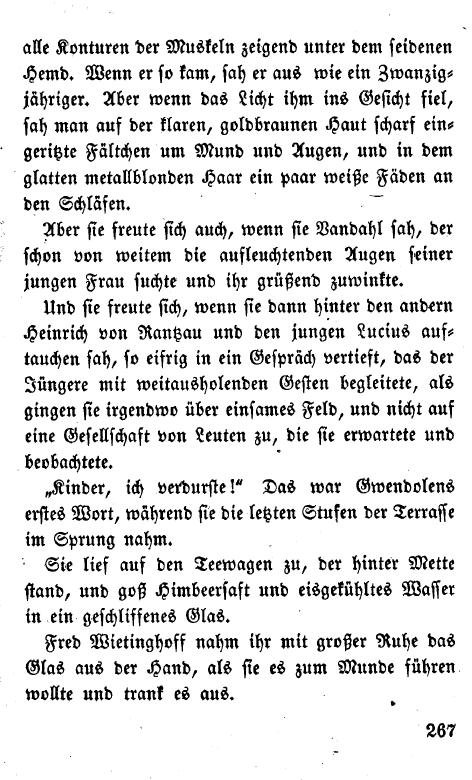 alle Konturen der Muskeln zeigend unter dem seidenen
Hemd. Wenn er so kam, sah er aus wie ein Zwanzig-
jähriger. Aber wenn das Licht ihm ins Gesicht fiel,
sah man auf der klaren, goldbraunen Haut scharf ein-
geritzte Fältchen um Mund und Augen, und in dem
glatten metallblonden Haar ein paar weiße Fäden an
den Schläfen.
Aber sie freute sich auch, wenn sie Vandahl sah, der
schon von weitem die aufleuchtenden Augen seiner
jungen Frau suchte und ihr grüßend zuwinkte.
Und sie freute sich, wenn sie dann hinter den andern
Heinrich von Rantzau und den jungen Lucius auf-
tauchen sah, so eifrig in ein Gespräch vertieft, das der
Jüngere mit weitausholenden Gesten begleitete, als
gingen sie irgendwo über einsames Feld, und nicht auf
eine Gesellschaft von Leuten zu, die sie erwartete und
beobachtete.
„Kinder, ich verdurste!“ Das war Gwendolens
erstes Wort, während sie die letzten Stufen der Terrasse
im Sprung nahm.
Sie lief auf den Teewagen zu, der hinter Mette
stand, und goß Himbeersaft und eisgekühltes Wasser
in ein geschliffenes Glas.
Fred Wietinghoff nahm ihr mit großer Ruhe das
Glas aus der Hand, als sie es zum Munde führen
wollte und trank es aus.
267